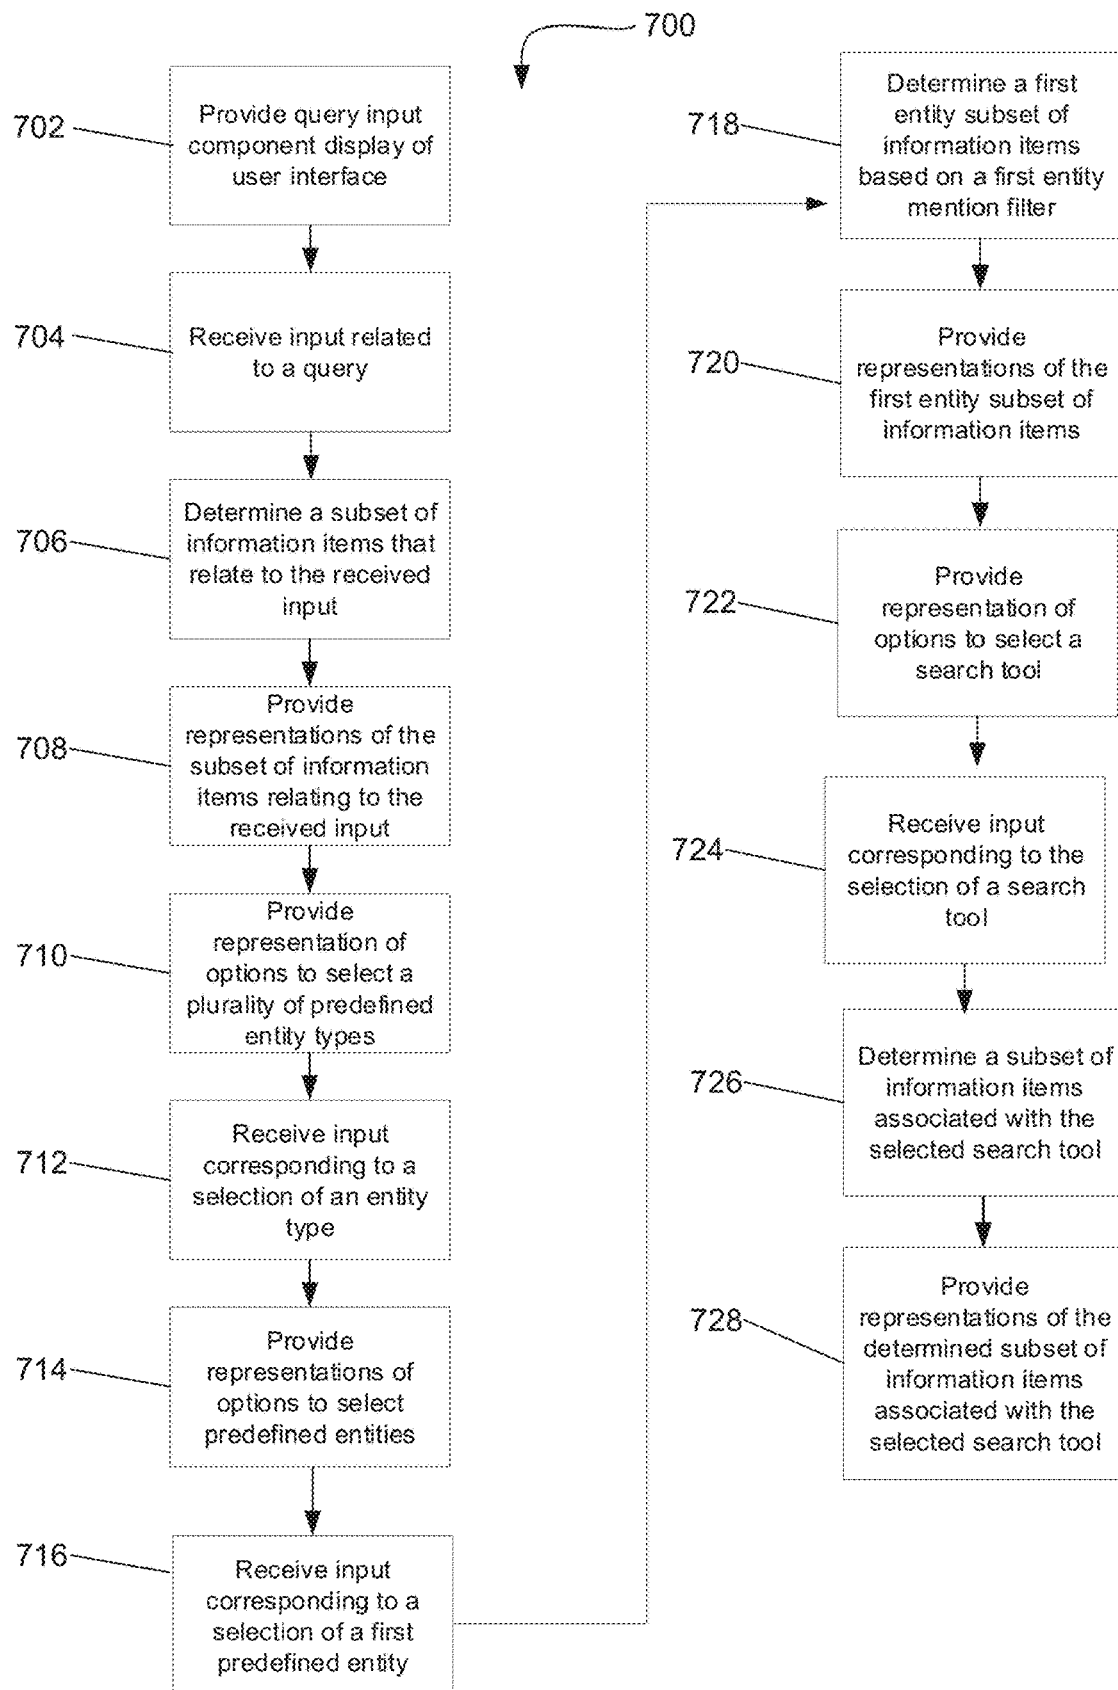 700
702
Provide query input
component display of
user interface
704
Receive input related
to a query
706
Determine a subset of
information items that
relate to the received
input
708
Provide
representations of the
subset of information
items relating to the
received input
710
Provide
representation of
options to select a
plurality of predefined
entity types
712
Receive input
corresponding to a
selection of an entity
type
714
Provide
representations of
options to select
predefined entities
716
Receive input
corresponding to a
selection of a first
predefined entity
718
Determine a first
entity subset of
information items
based on a first entity
mention filter
720
Provide
representations of the
first entity subset of
information items
722
Provide
representation of
options to select a
search tool
724
Receive input
corresponding to the
selection of a search
tool
726
Determine a subset of
information items
associated with the
selected search tool
728
Provide
representations of the
determined subset of
information items
associated with the
selected search tool